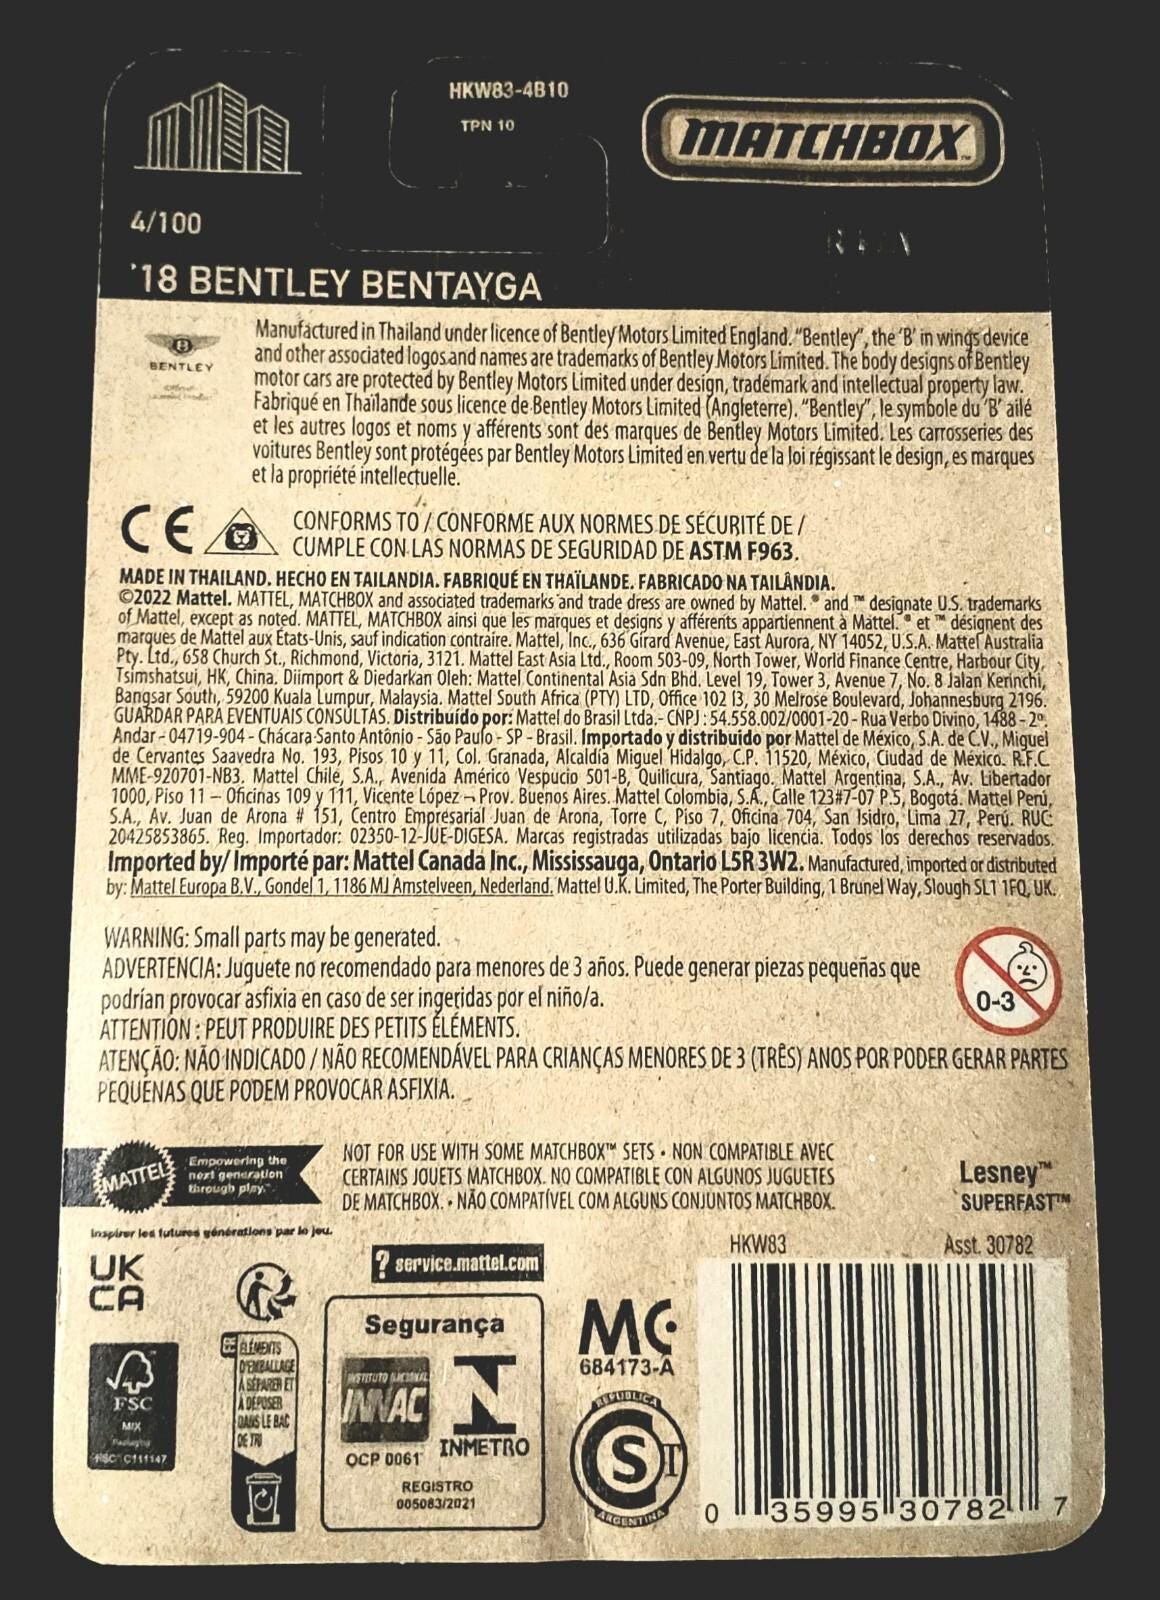 HKW83-4B10
TPN 10
MATCHBOX
4/100
'18 BENTLEY BENTAYGA
BENTLEY
Manufactured in Thailand under licence of Bentley Motors Limited England. "Bentley", the 'B' in wings device
and other associated logos and names are trademarks of Bentley Motors Limited. The body designs of Bentley
motor cars are protected by Bentley Motors Limited under design, trademark and intellectual property law.
Fabriqué en Thaïlande sous licence de Bentley Motors Limited (Angleterre). "Bentley", le symbole du 'B' ailé
et les autres logos et noms y afférents sont des marques de Bentley Motors Limited. Les carrosseries des
voitures Bentley sont protégées par Bentley Motors Limited en vertu de la loi régissant le design, es marques
et la propriété intellectuelle.
CE
CONFORMS TO / CONFORME AUX NORMES DE SÉCURITÉ DE /
CUMPLE CON LAS NORMAS DE SEGURIDAD DE ASTM F963.
MADE IN THAILAND. HECHO EN TAILANDIA. FABRIQUÉ EN THAÏLANDE. FABRICADO NA TAILÂNDIA.
©2022 Mattel. MATTEL, MATCHBOX and associated trademarks and trade dress are owned by Mattel. ® and ™ designate U.S. trademarks
of Mattel, except as noted. MATTEL, MATCHBOX ainsi que les marques et designs y afférents appartiennent à Mattel. ® et ™ désignent des
marques de Mattel aux États-Unis, sauf indication contraire. Mattel, Inc., 636 Girard Avenue, East Aurora, NY 14052, U.S.A. Mattel Australia
Pty. Ltd., 658 Church St., Richmond, Victoria, 3121. Mattel East Asia Ltd., Room 503-09, North Tower, World Finance Centre, Harbour City,
Tsimshatsui, HK, China. Diimport & Diedarkan Oleh: Mattel Continental Asia Sdn Bhd. Level 19, Tower 3, Avenue 7, No. 8 Jalan Kerinchi,
Bangsar South, 59200 Kuala Lumpur, Malaysia. Mattel South Africa (PTY) LTD, Office 102 I3, 30 Melrose Boulevard, Johannesburg 2196.
GUARDAR PARA EVENTUAIS CONSULTAS. Distribuído por: Mattel do Brasil Ltda.- CNPJ : 54.558.002/0001-20 - Rua Verbo Divino, 1488 - 2º.
Andar - 04719-904 - Chácara Santo Antônio - São Paulo - SP - Brasil. Importado y distribuido por Mattel de México, S.A. de C.V., Miguel
de Cervantes Saavedra No. 193, Pisos 10 y 11, Col. Granada, Alcaldía Miguel Hidalgo, C.P. 11520, México, Ciudad de México. R.F.C.
MME-920701-NB3. Mattel Chile, S.A., Avenida Américo Vespucio 501-B, Quilicura, Santiago. Mattel Argentina, S.A., Av. Libertador
1000, Piso 11 – Oficinas 109 y 111, Vicente López – Prov. Buenos Aires. Mattel Colombia, S.A., Calle 123#7-07 P.5, Bogotá. Mattel Perú,
S.A., Av. Juan de Arona # 151, Centro Empresarial Juan de Arona, Torre C, Piso 7, Oficina 704, San Isidro, Lima 27, Perú. RUC:
20425853865. Reg. Importador: 02350-12-JUE-DIGESA. Marcas registradas utilizadas bajo licencia. Todos los derechos reservados.
Imported by/ Importé par: Mattel Canada Inc., Mississauga, Ontario L5R 3W2. Manufactured, imported or distributed
by: Mattel Europa B.V., Gondel 1, 1186 MJ Amstelveen, Nederland. Mattel U.K. Limited, The Porter Building, 1 Brunel Way, Slough SL1 1FQ, UK.
WARNING: Small parts may be generated.
ADVERTENCIA: Juguete no recomendado para menores de 3 años. Puede generar piezas pequeñas que
podrían provocar asfixia en caso de ser ingeridas por el niño/a.
ATTENTION : PEUT PRODUIRE DES PETITS ÉLÉMENTS.
ATENÇÃO: NÃO INDICADO / NÃO RECOMENDÁVEL PARA CRIANÇAS MENORES DE 3 (TRÊS) ANOS POR PODER GERAR PARTES
PEQUENAS QUE PODEM PROVOCAR ASFIXIA.
0-3
MATTEL
Empowering the
next generation
through play.™
Inspirer les futures générations par le jeu.
NOT FOR USE WITH SOME MATCHBOX™ SETS • NON COMPATIBLE AVEC
CERTAINS JOUETS MATCHBOX. NO COMPATIBLE CON ALGUNOS JUGUETES
DE MATCHBOX. • NÃO COMPATÍVEL COM ALGUNS CONJUNTOS MATCHBOX.
Lesney™
SUPERFAST™
HKW83
Asst. 30782
UK
CA
? service.mattel.com
FSC
MIX
Packaging
FSC® C111147
FR
ÉLÉMENTS
D'EMBALLAGE
À SÉPARER ET
À DÉPOSER
DANS LE BAC
DE TRI
Segurança
INSTITUTO NACIONAL
INNAC
OCP 0061
INMETRO
REGISTRO
005083/2021
MC
684173-A
REPUBLICA
S T
ARGENTINA
0 35995 30782 7